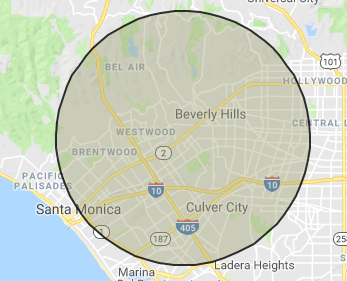 Universal City
BEL AIR
101
HOLLYWOOD
Beverly Hills
CENTRAL L
WESTWOOD
BRENTWOOD
2
PACIFIC
PALISADES
10
10
Santa Monica
Culver City
405
1
187
258
Ladera Heights
Marina